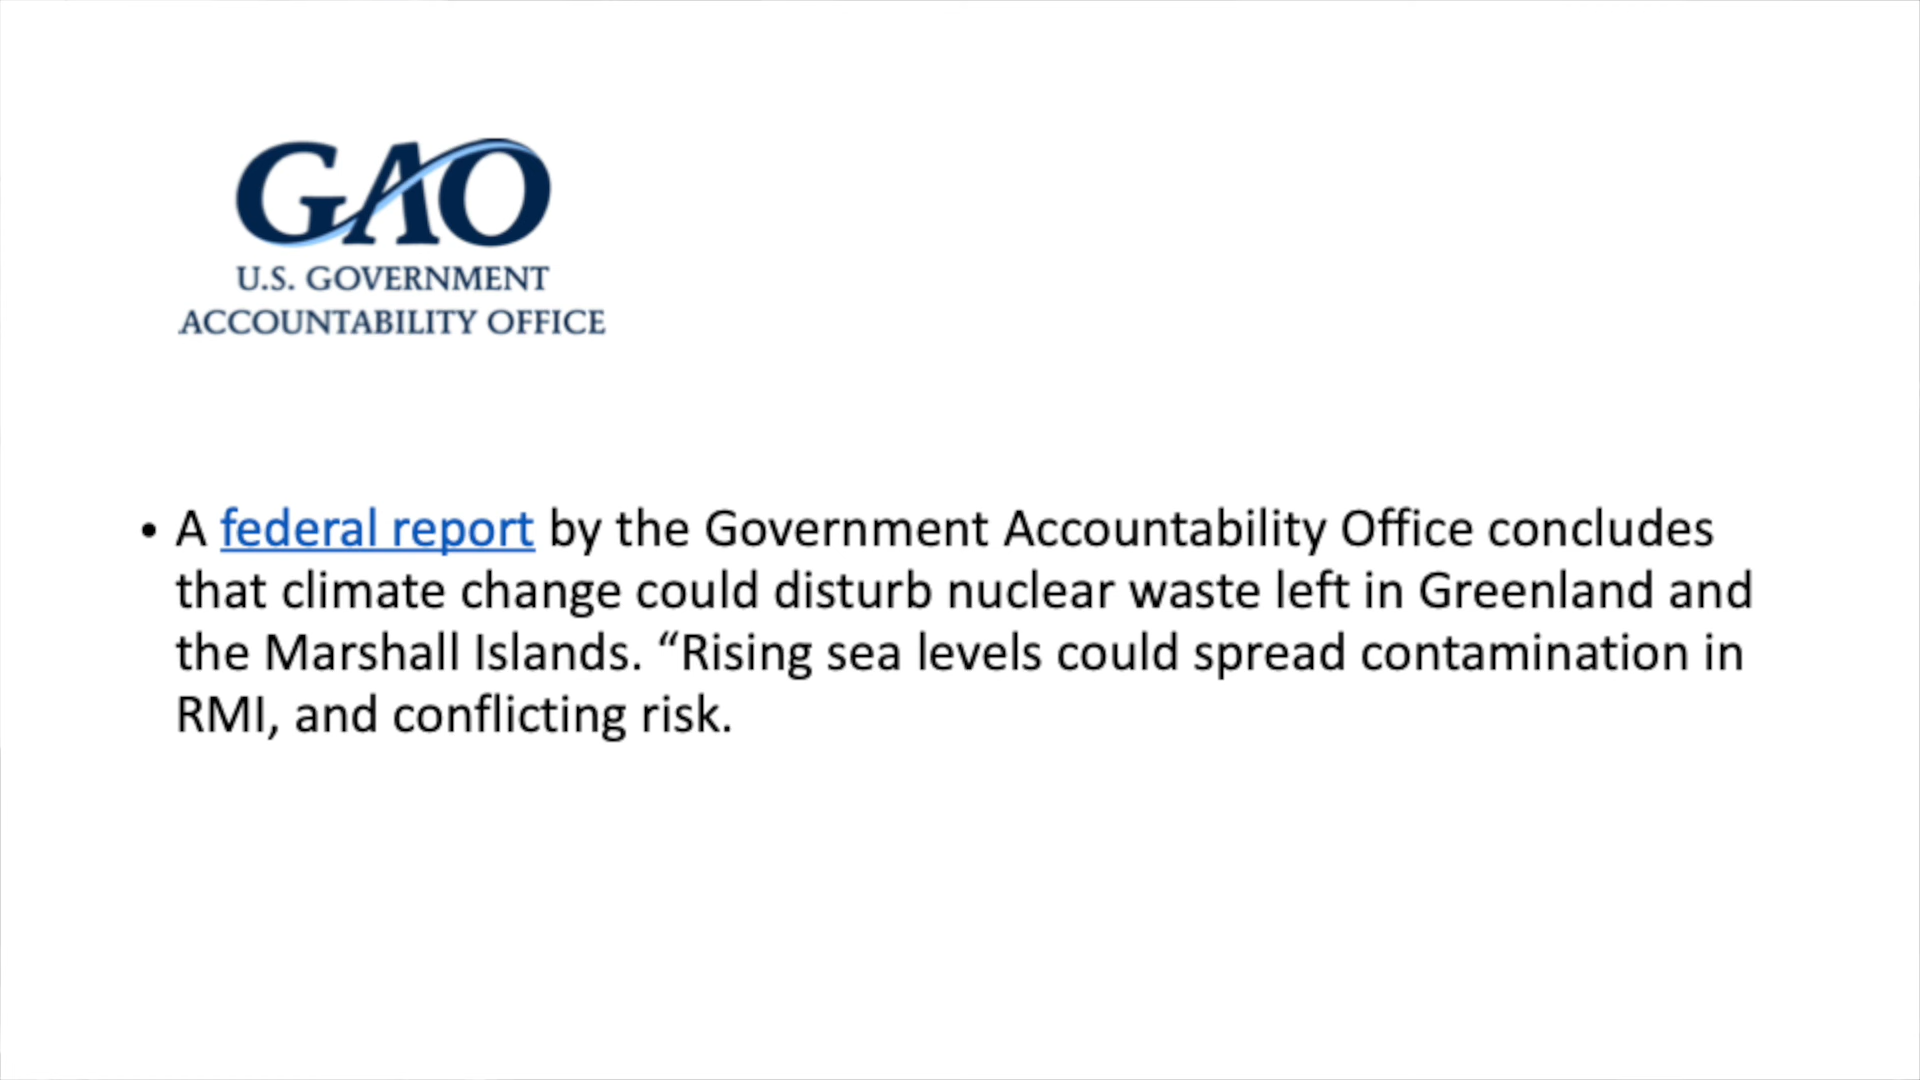 GAO
U.S. GOVERNMENT
ACCOUNTABILITY OFFICE
• A federal report by the Government Accountability Office concludes
that climate change could disturb nuclear waste left in Greenland and
the Marshall Islands. “Rising sea levels could spread contamination in
RMI, and conflicting risk.